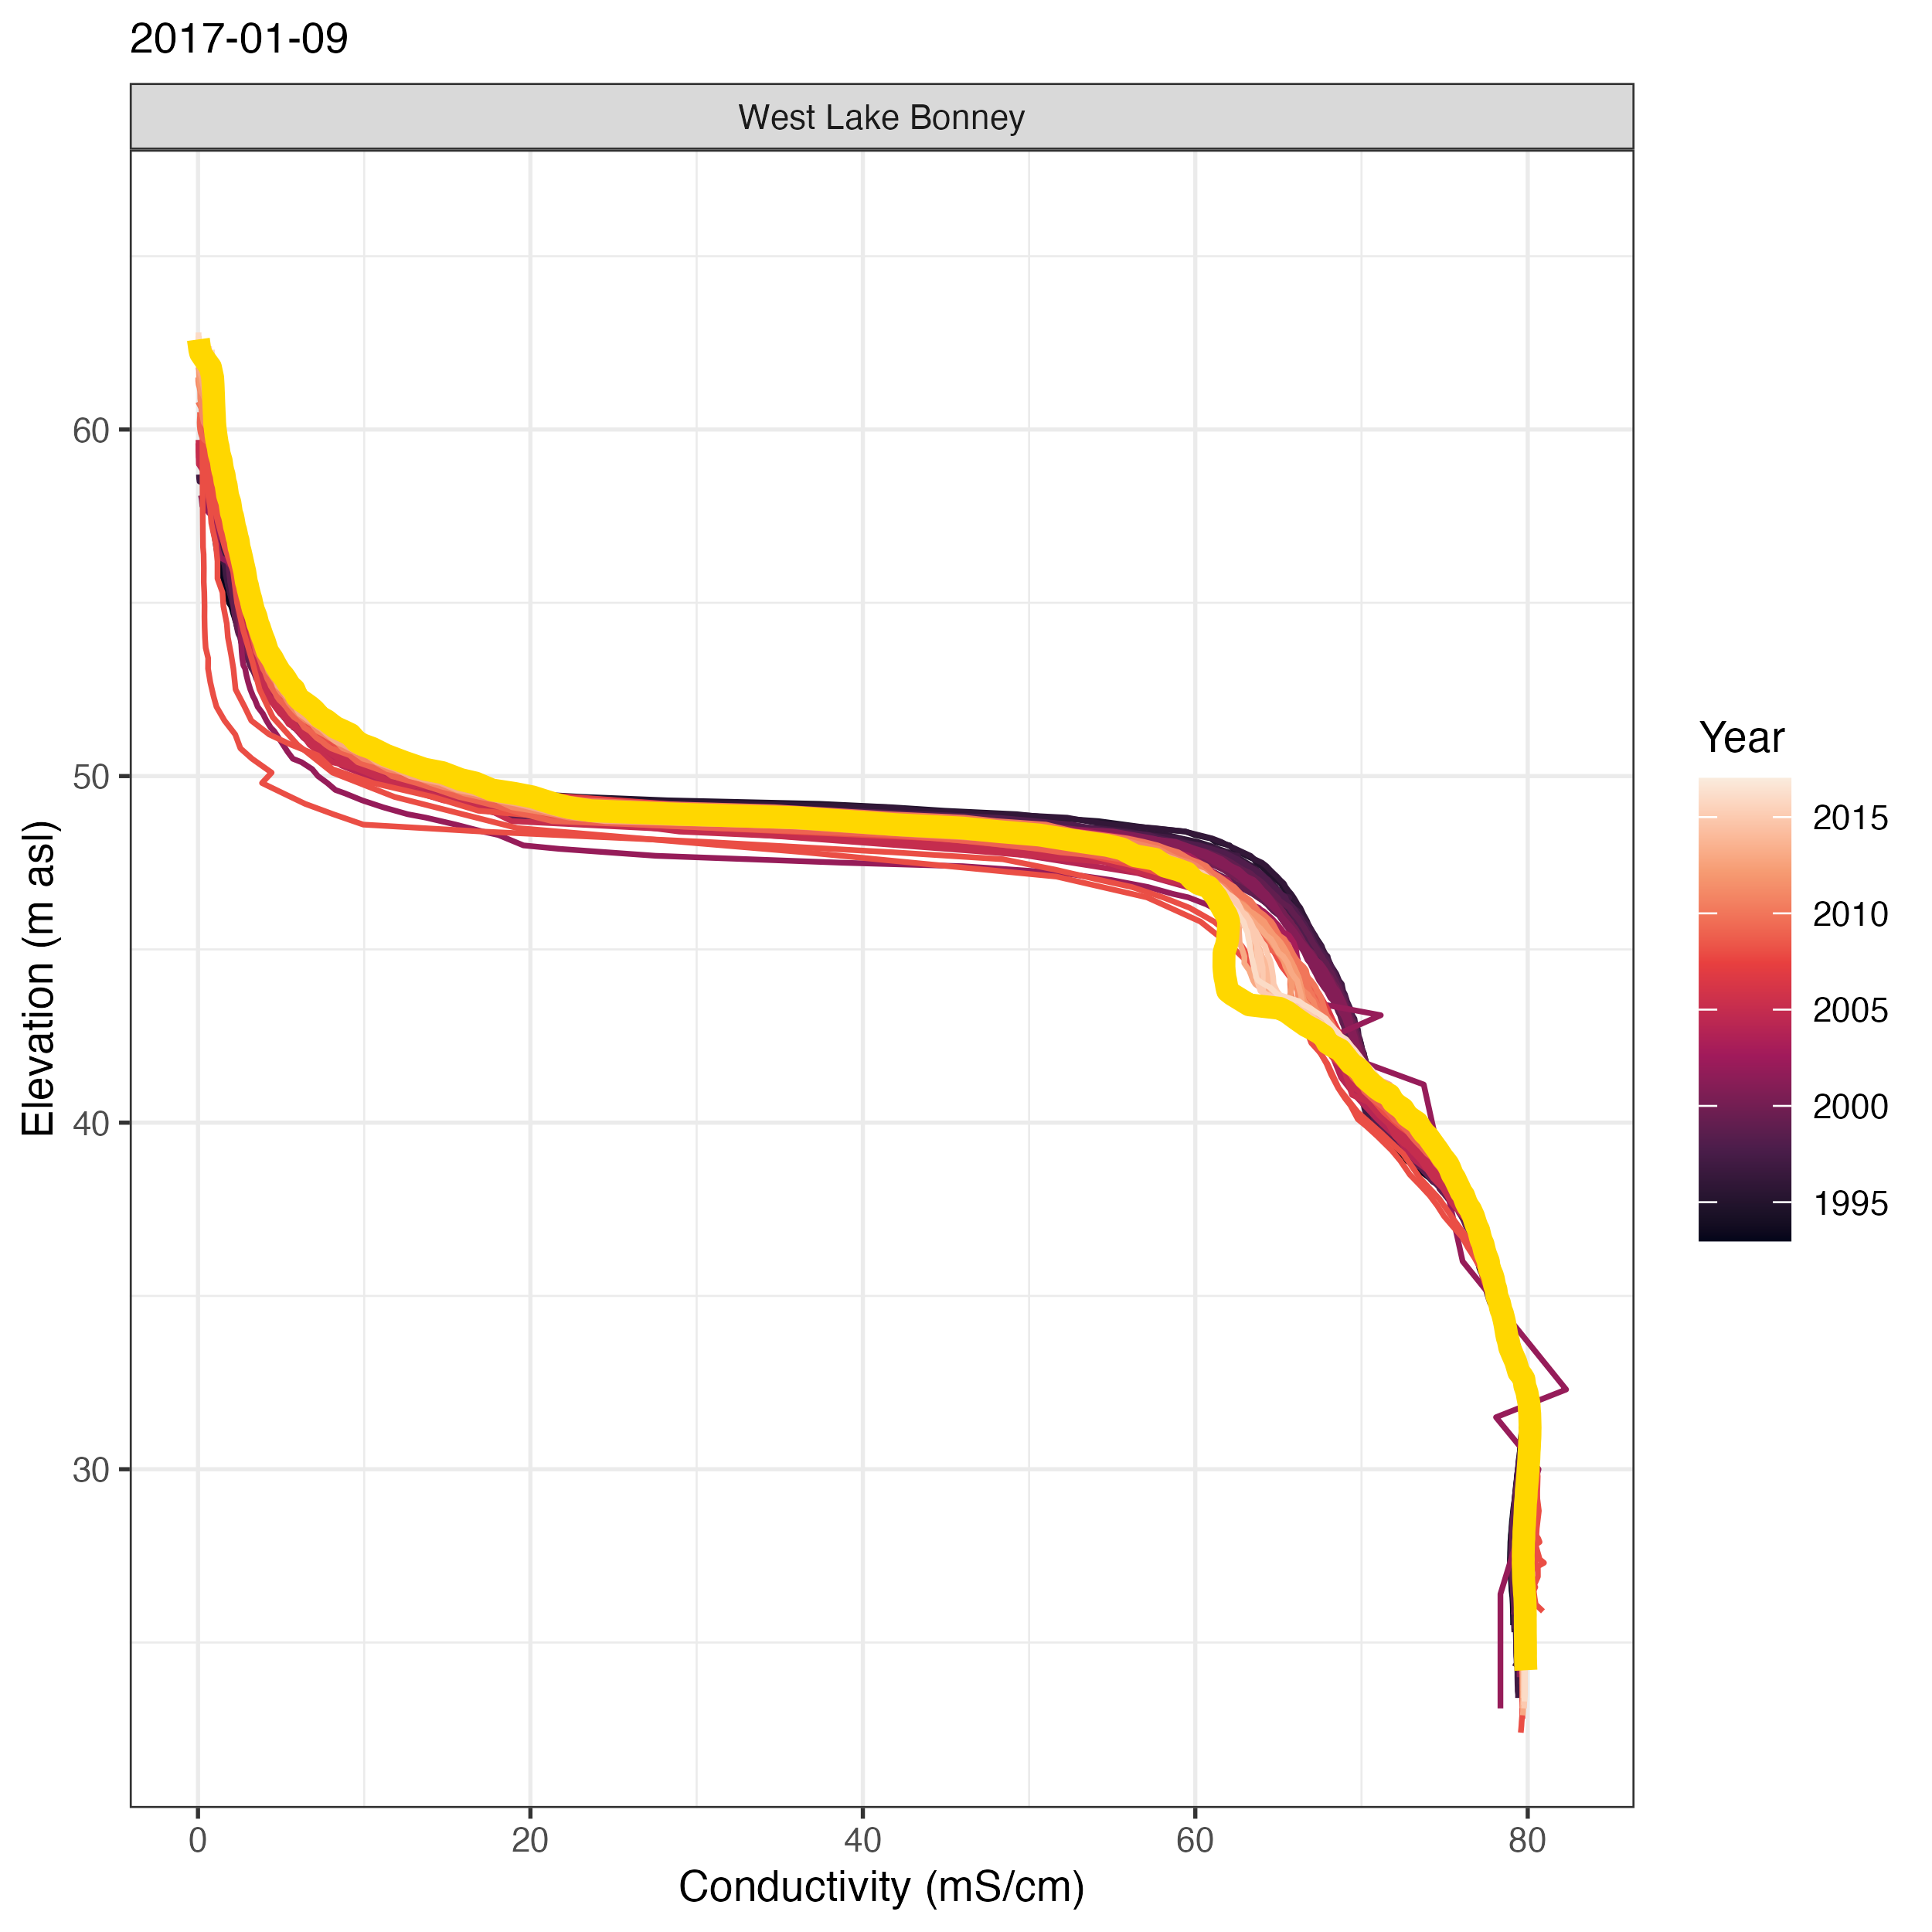 2017-01-09
West Lake Bonney
Elevation (m asl)
60
50
40
30
0 20 40 60 80
Conductivity (mS/cm)
Year
2015
2010
2005
2000
1995